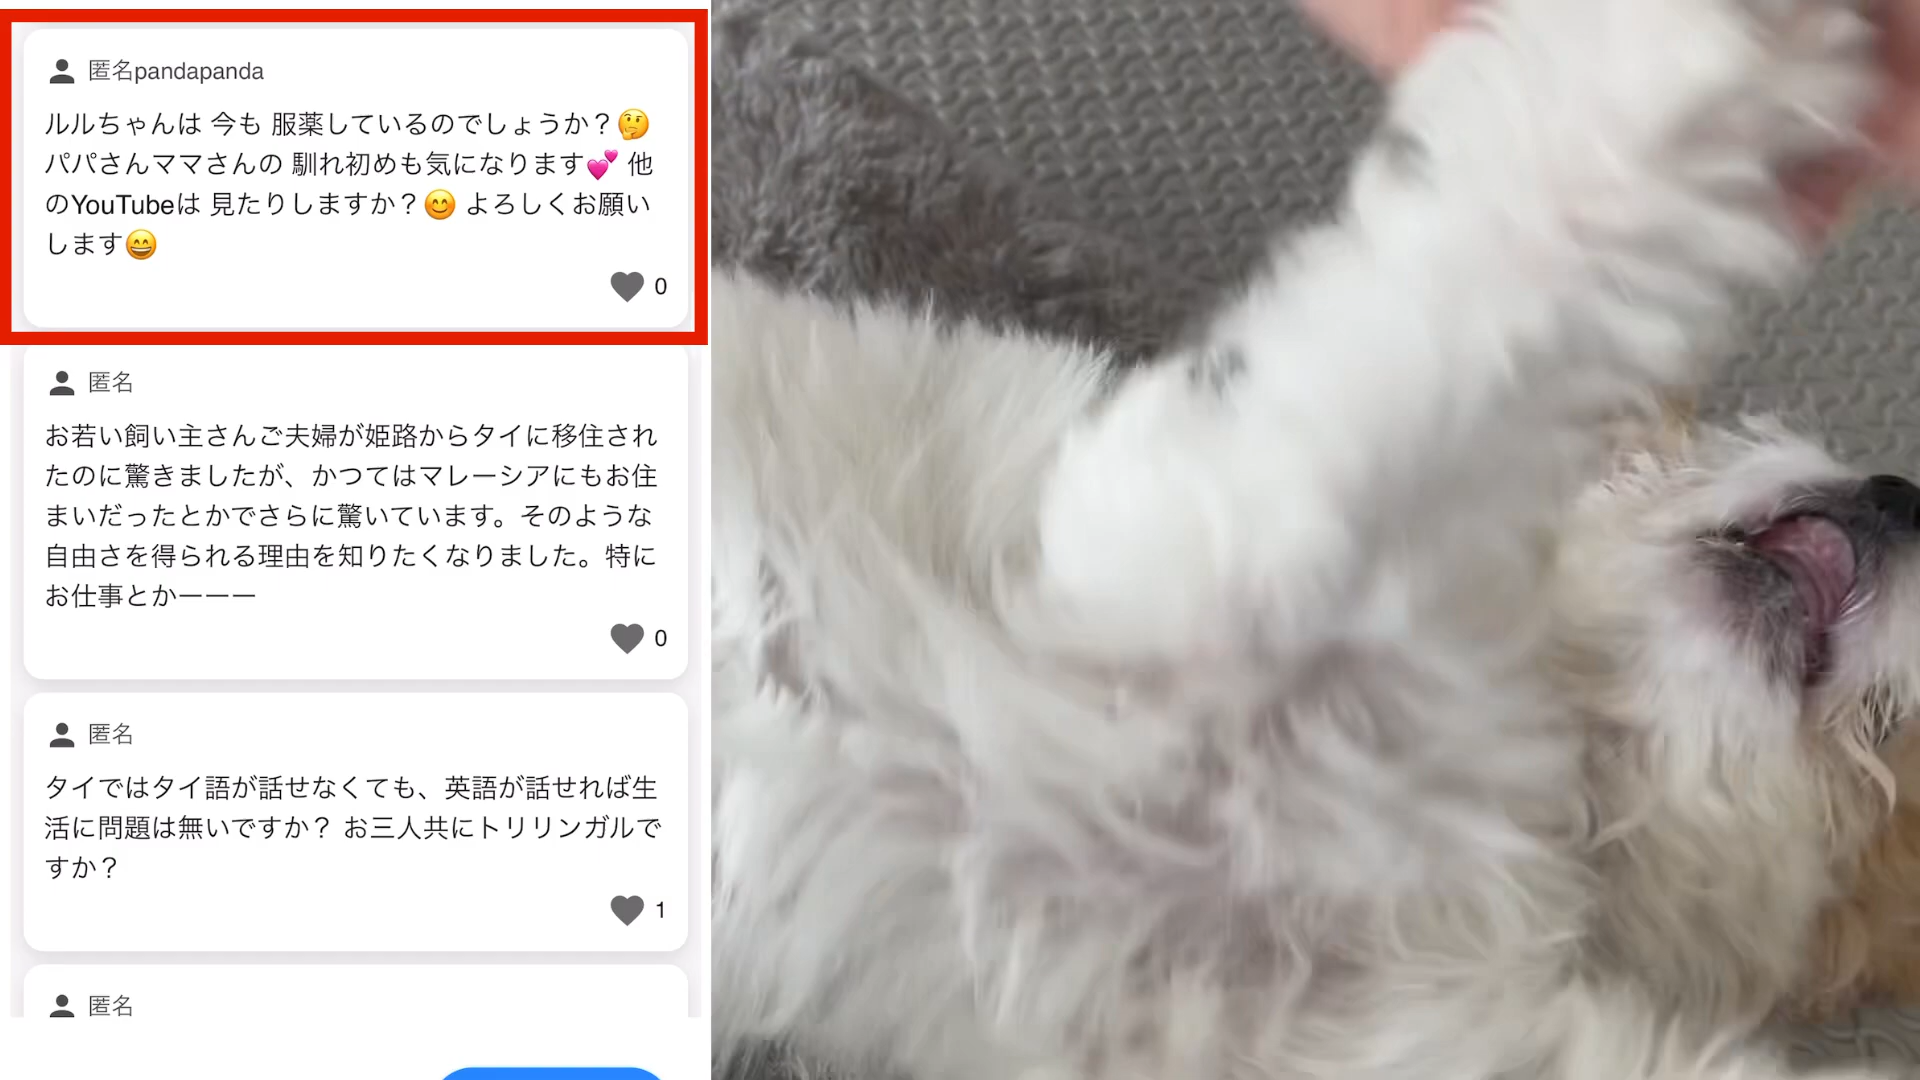 匿名pandapanda
ルルちゃんは 今も 服薬しているのでしょうか？🤔
パパさんママさんの 馴れ初めも気になります💕 他
のYouTubeは 見たりしますか？😊 よろしくお願い
します😄
0
匿名
お若い飼い主さんご夫婦が姫路からタイに移住され
たのに驚きましたが、かつてはマレーシアにもお住
まいだったとかでさらに驚いています。そのような
自由さを得られる理由を知りたくなりました。特に
お仕事とかーーー
0
匿名
タイではタイ語が話せなくても、英語が話せれば生
活に問題は無いですか？ お三人共にトリリンガルで
すか？
1
匿名